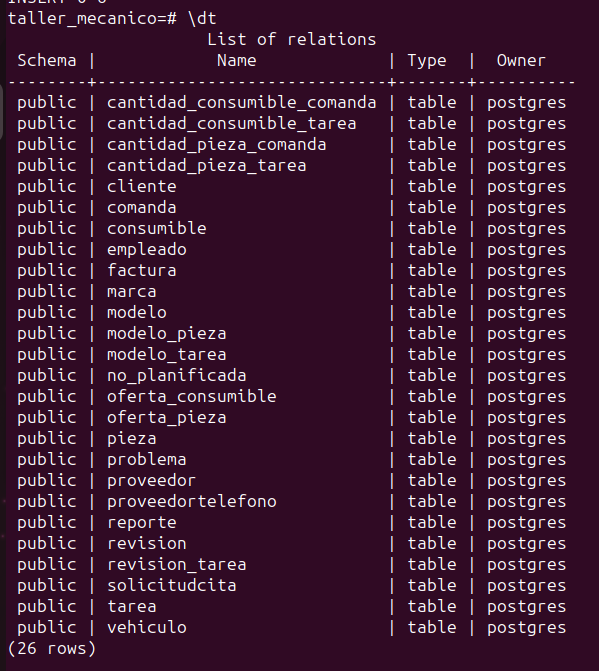 taller_mecanico=# \dt
List of relations
Schema | Name | Type | Owner
--------+------------------------------+-------+----------
public | cantidad_consumible_comanda | table | postgres
public | cantidad_consumible_tarea | table | postgres
public | cantidad_pieza_comanda | table | postgres
public | cantidad_pieza_tarea | table | postgres
public | cliente | table | postgres
public | comanda | table | postgres
public | consumible | table | postgres
public | empleado | table | postgres
public | factura | table | postgres
public | marca | table | postgres
public | modelo | table | postgres
public | modelo_pieza | table | postgres
public | modelo_tarea | table | postgres
public | no_planificada | table | postgres
public | oferta_consumible | table | postgres
public | oferta_pieza | table | postgres
public | pieza | table | postgres
public | problema | table | postgres
public | proveedor | table | postgres
public | proveedortelefono | table | postgres
public | reporte | table | postgres
public | revision | table | postgres
public | revision_tarea | table | postgres
public | solicitudcita | table | postgres
public | tarea | table | postgres
public | vehiculo | table | postgres
(26 rows)